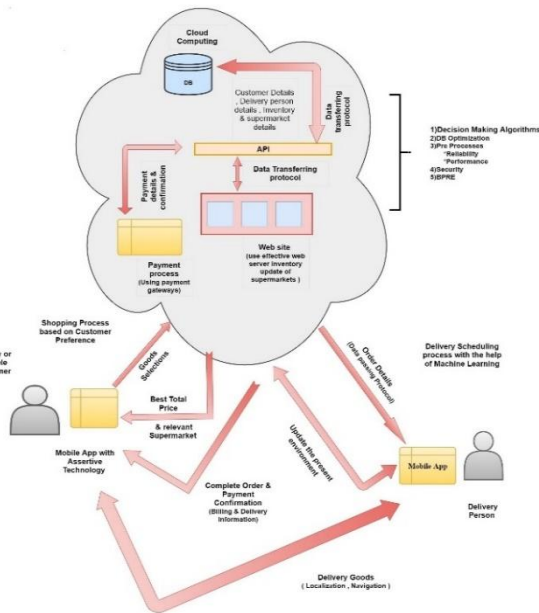 Cloud
Computing
DB
Customer Details
, Delivery person
details , Inventory
& supermarket
details
Data
transferring
protocol
API
Payment
details &
confirmation
Data Transferring
protocol
Payment
process
(Using payment
gateways)
Web site
(use effective web
server inventory
update of
supermarkets )
1)Decision Making Algorithms
2)DB Optimization
3)Pre Processes
*Reliability
*Performance
4)Security
5)BPRE
Shopping Process
based on Customer
Preference
Goods
Selections
Best Total
Price
& relevant
Supermarket
Mobile App with
Assertive
Technology
Complete Order &
Payment
Confirmation
(Billing & Delivery
Information)
Order Details
(Data passing Protocol)
Update the present
environment
Delivery Scheduling
process with the help
of Machine Learning
Mobile App
Delivery
Person
Delivery Goods
( Localization , Navigation )